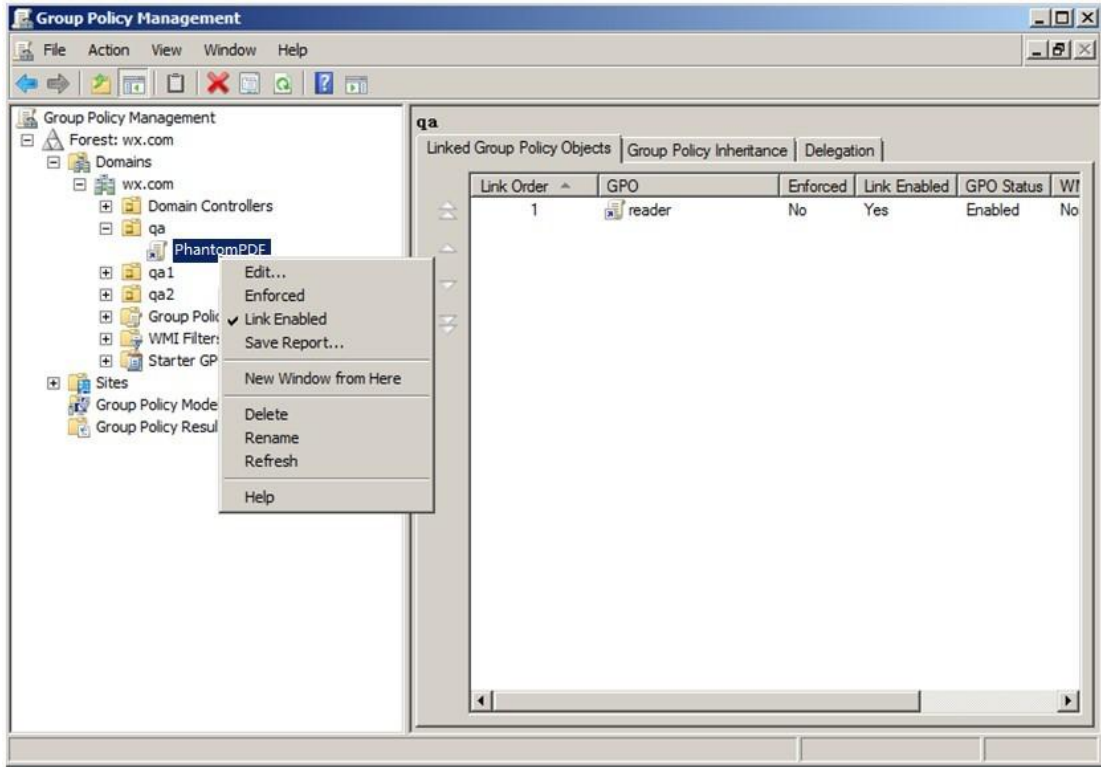 Group Policy Management
File Action View Window Help
Group Policy Management
Forest: wx.com
Domains
wx.com
Domain Controllers
qa
PhantomPDF
qa1
qa2
Group Polic
WMI Filter
Starter GP
Sites
Group Policy Mode
Group Policy Resul
Edit...
Enforced
Link Enabled
Save Report...
New Window from Here
Delete
Rename
Refresh
Help
qa
Linked Group Policy Objects Group Policy Inheritance Delegation
Link Order GPO Enforced Link Enabled GPO Status WM
1 reader No Yes Enabled No